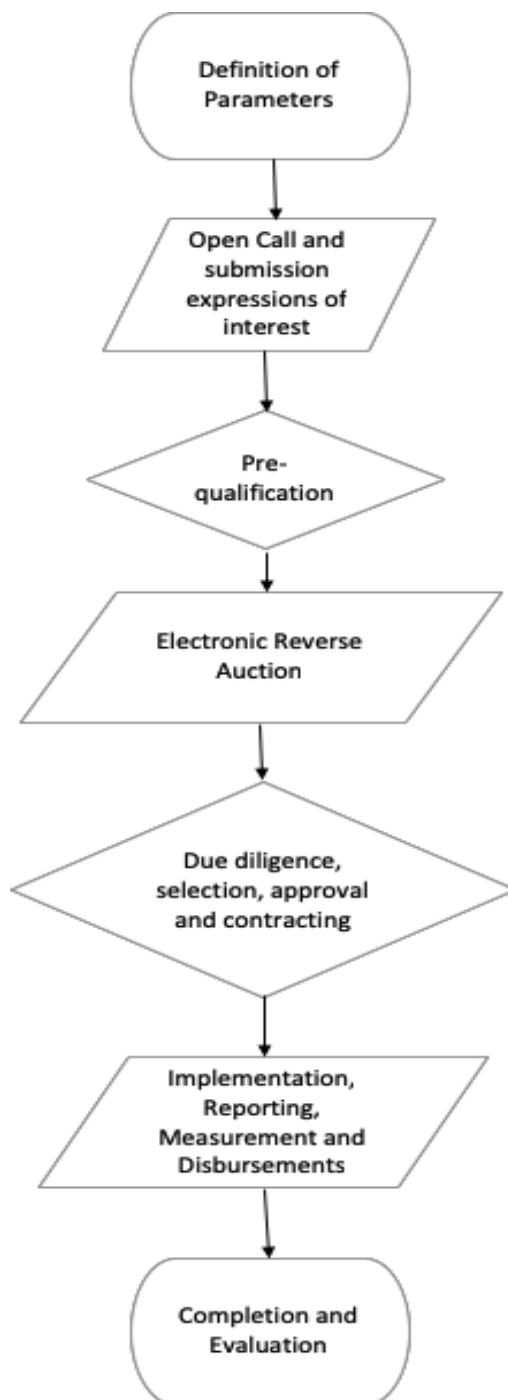 Definition of
Parameters
Open Call and
submission
expressions of
interest
Pre-
qualification
Electronic Reverse
Auction
Due diligence,
selection, approval
and contracting
Implementation,
Reporting,
Measurement and
Disbursements
Completion and
Evaluation